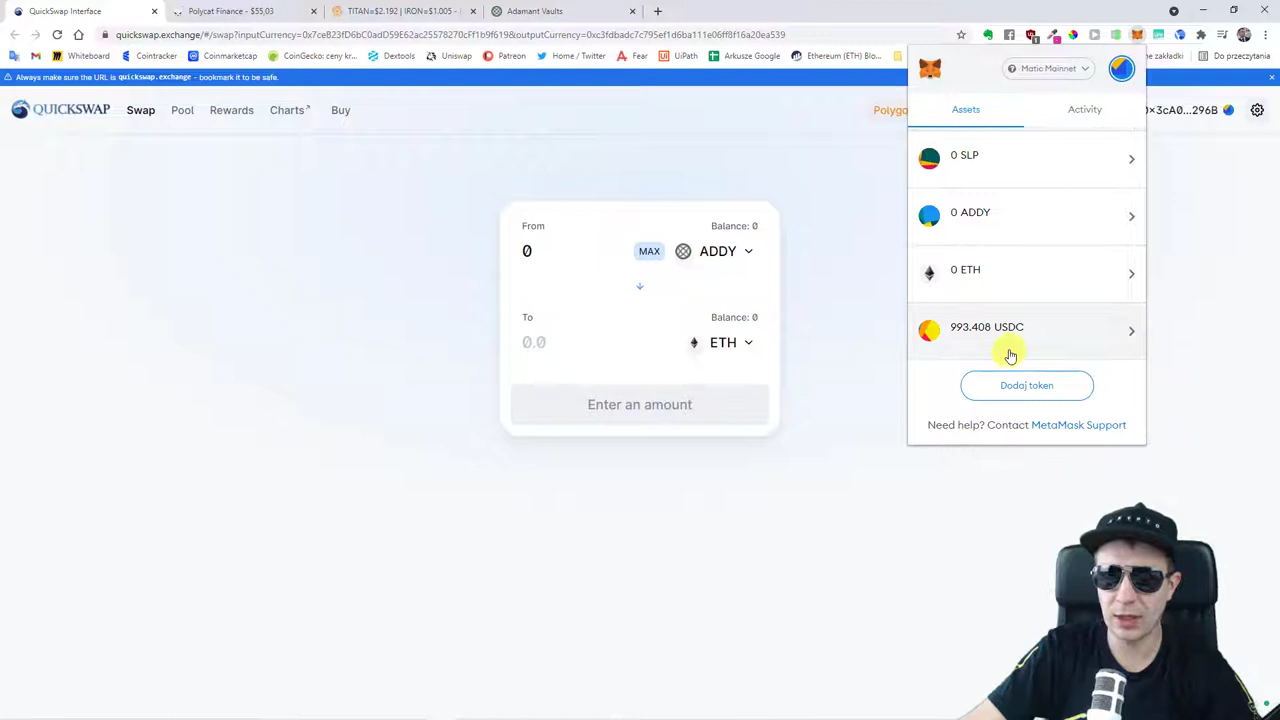 QuickSwap Interface
Polycat Finance - $55,03
TITAN=$2.192 | IRON=$1.005 -
Adamant Vaults
quickswap.exchange/#/swap?inputCurrency=0x7ce
Whiteboard Cointracker Coinmarketcap CoinGecko: ceny kr... Dextools Uniswap Patreon Home / Twitter Fear UiPath Arkusze Google Ethereum (ETH) Blo... zakładki Do przeczytania
Always make sure the URL is quickswap.exchange - bookmark it to be safe.
QUICKSWAP Swap Pool Rewards Charts Buy
0x3cA0...296B
Matic Mainnet
Assets Activity
0 SLP
0 ADDY
0 ETH
993.408 USDC
Dodaj token
Need help? Contact MetaMask Support
From Balance: 0
0 MAX ADDY
To Balance: 0
0.0 ETH
Enter an amount